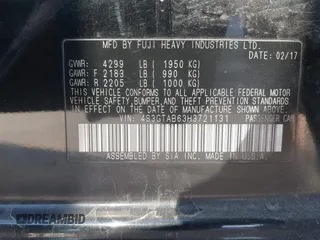 MFD BY FUJI HEAVY INDUSTRIES LTD.
DATE: 02/17
GVWR: 4299 LB ( 1950 KG)
GAWR: F 2183 LB ( 990 KG)
GAWR: R 2205 LB ( 1000 KG)
THIS VEHICLE CONFORMS TO ALL APPLICABLE
FEDERAL MOTOR VEHICLE SAFETY, BUMPER, AND
THEFT PREVENTION STANDARDS IN EFFECT ON
THE DATE OF MANUFACTURE SHOWN ABOVE.
VIN: 4S3GTAB63H3721131 PASSENGER CAR
ASSEMBLED BY SIA INC. MADE IN U.S.A.
DREAMBID